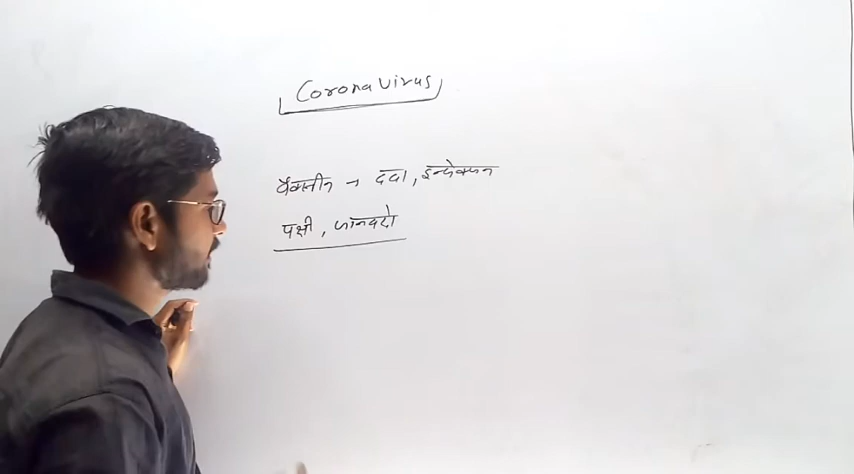 Corona Virus
वैक्सीन → दवा, इन्जेक्शन
पक्षी, जानवरो